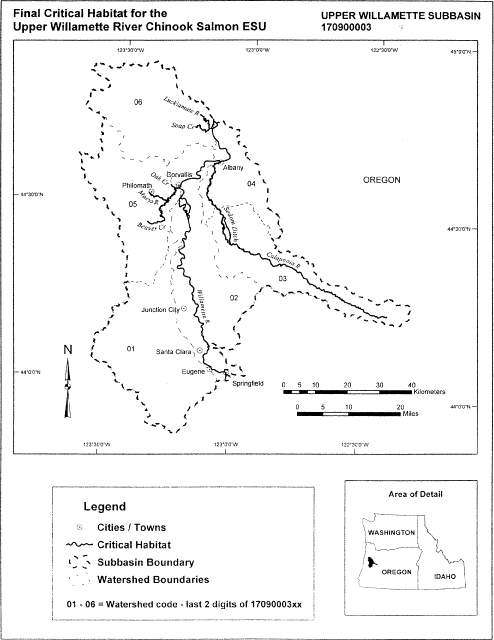 Final Critical Habitat for the
Upper Willamette River Chinook Salmon ESU
UPPER WILLAMETTE SUBBASIN
170900003
123°30'0"W
123°0'0"W
122°30'0"W
45°0'0"N
06
Luckiamute R
Soap Cr
Albany
OREGON
Oak Cr
Corvallis
Philomath
04
44°30'0"N
Marys R
05
Beaver Cr
44°30'0"N
Calapooia R
03
Willamette R
02
Junction City
01
Santa Clara
N
44°0'0"N
Eugene
Springfield
0 5 10 20 30 40
Kilometers
0 5 10 20
Miles
44°0'0"N
123°30'0"W
123°0'0"W
122°30'0"W
Legend
Cities / Towns
Critical Habitat
Subbasin Boundary
Watershed Boundaries
01 - 06 = Watershed code - last 2 digits of 17090003xx
Area of Detail
WASHINGTON
OREGON
IDAHO